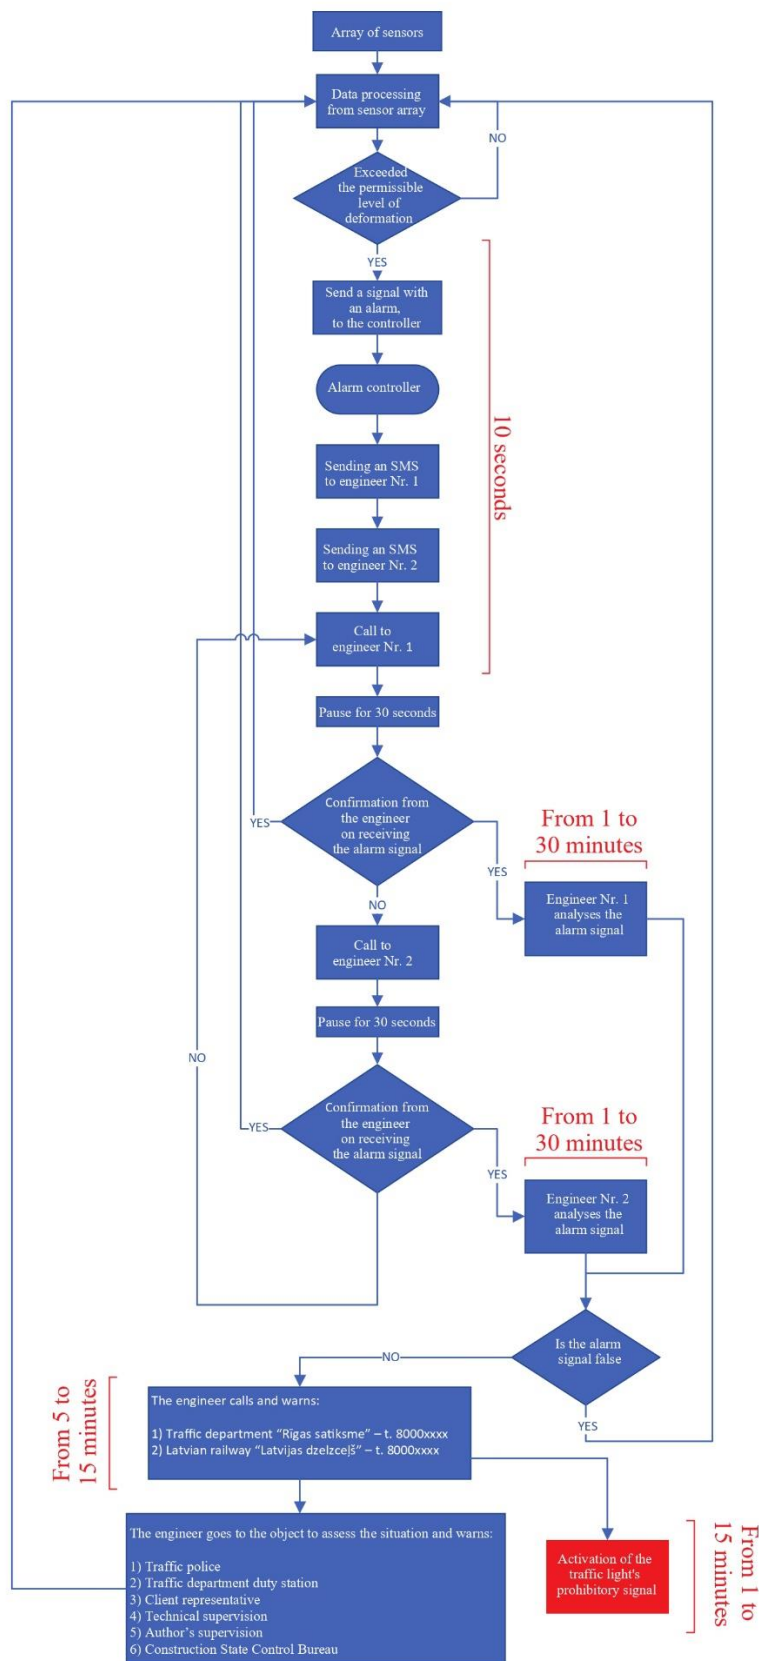 Array of sensors
Data processing
from sensor array
NO
Exceeded
the permissible
level of
deformation
YES
Send a signal with
an alarm,
to the controller
Alarm controller
10 seconds
Sending an SMS
to engineer Nr. 1
Sending an SMS
to engineer Nr. 2
Call to
engineer Nr. 1
Pause for 30 seconds
Confirmation from
the engineer
on receiving
the alarm signal
YES
YES
From 1 to
30 minutes
Engineer Nr. 1
analyses the
alarm signal
NO
Call to
engineer Nr. 2
Pause for 30 seconds
NO
Confirmation from
the engineer
on receiving
the alarm signal
YES
YES
From 1 to
30 minutes
Engineer Nr. 2
analyses the
alarm signal
Is the alarm
signal false
NO
YES
From 5 to
15 minutes
The engineer calls and warns:
1) Traffic department “Rīgas satiksme” – t. 8000xxxx
2) Latvian railway “Latvijas dzelzceļš” – t. 8000xxxx
The engineer goes to the object to assess the situation and warns:
1) Traffic police
2) Traffic department duty station
3) Client representative
4) Technical supervision
5) Author’s supervision
6) Construction State Control Bureau
Activation of the
traffic light's
prohibitory signal
From 1 to
15 minutes